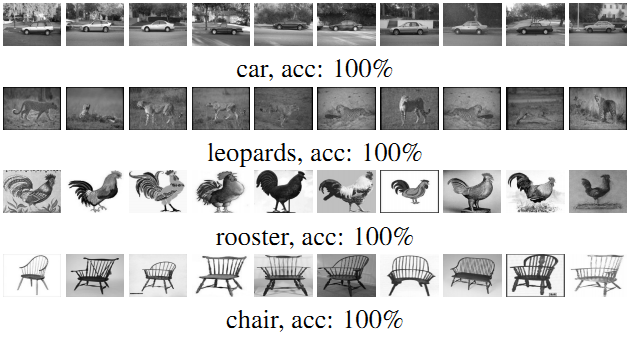 car, acc: 100%
leopards, acc: 100%
rooster, acc: 100%
chair, acc: 100%